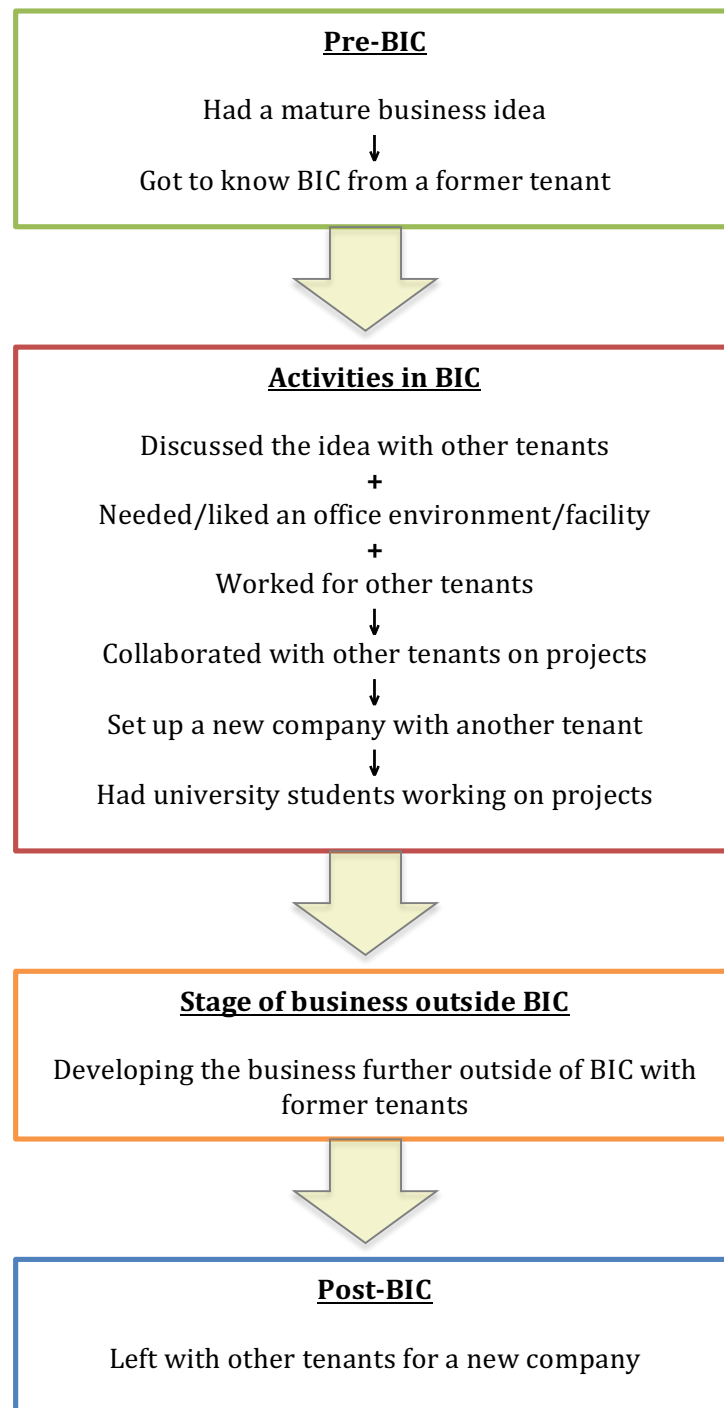 Pre-BIC
Had a mature business idea
↓
Got to know BIC from a former tenant
Activities in BIC
Discussed the idea with other tenants
+
Needed/liked an office environment/facility
+
Worked for other tenants
↓
Collaborated with other tenants on projects
↓
Set up a new company with another tenant
↓
Had university students working on projects
Stage of business outside BIC
Developing the business further outside of BIC with
former tenants
Post-BIC
Left with other tenants for a new company